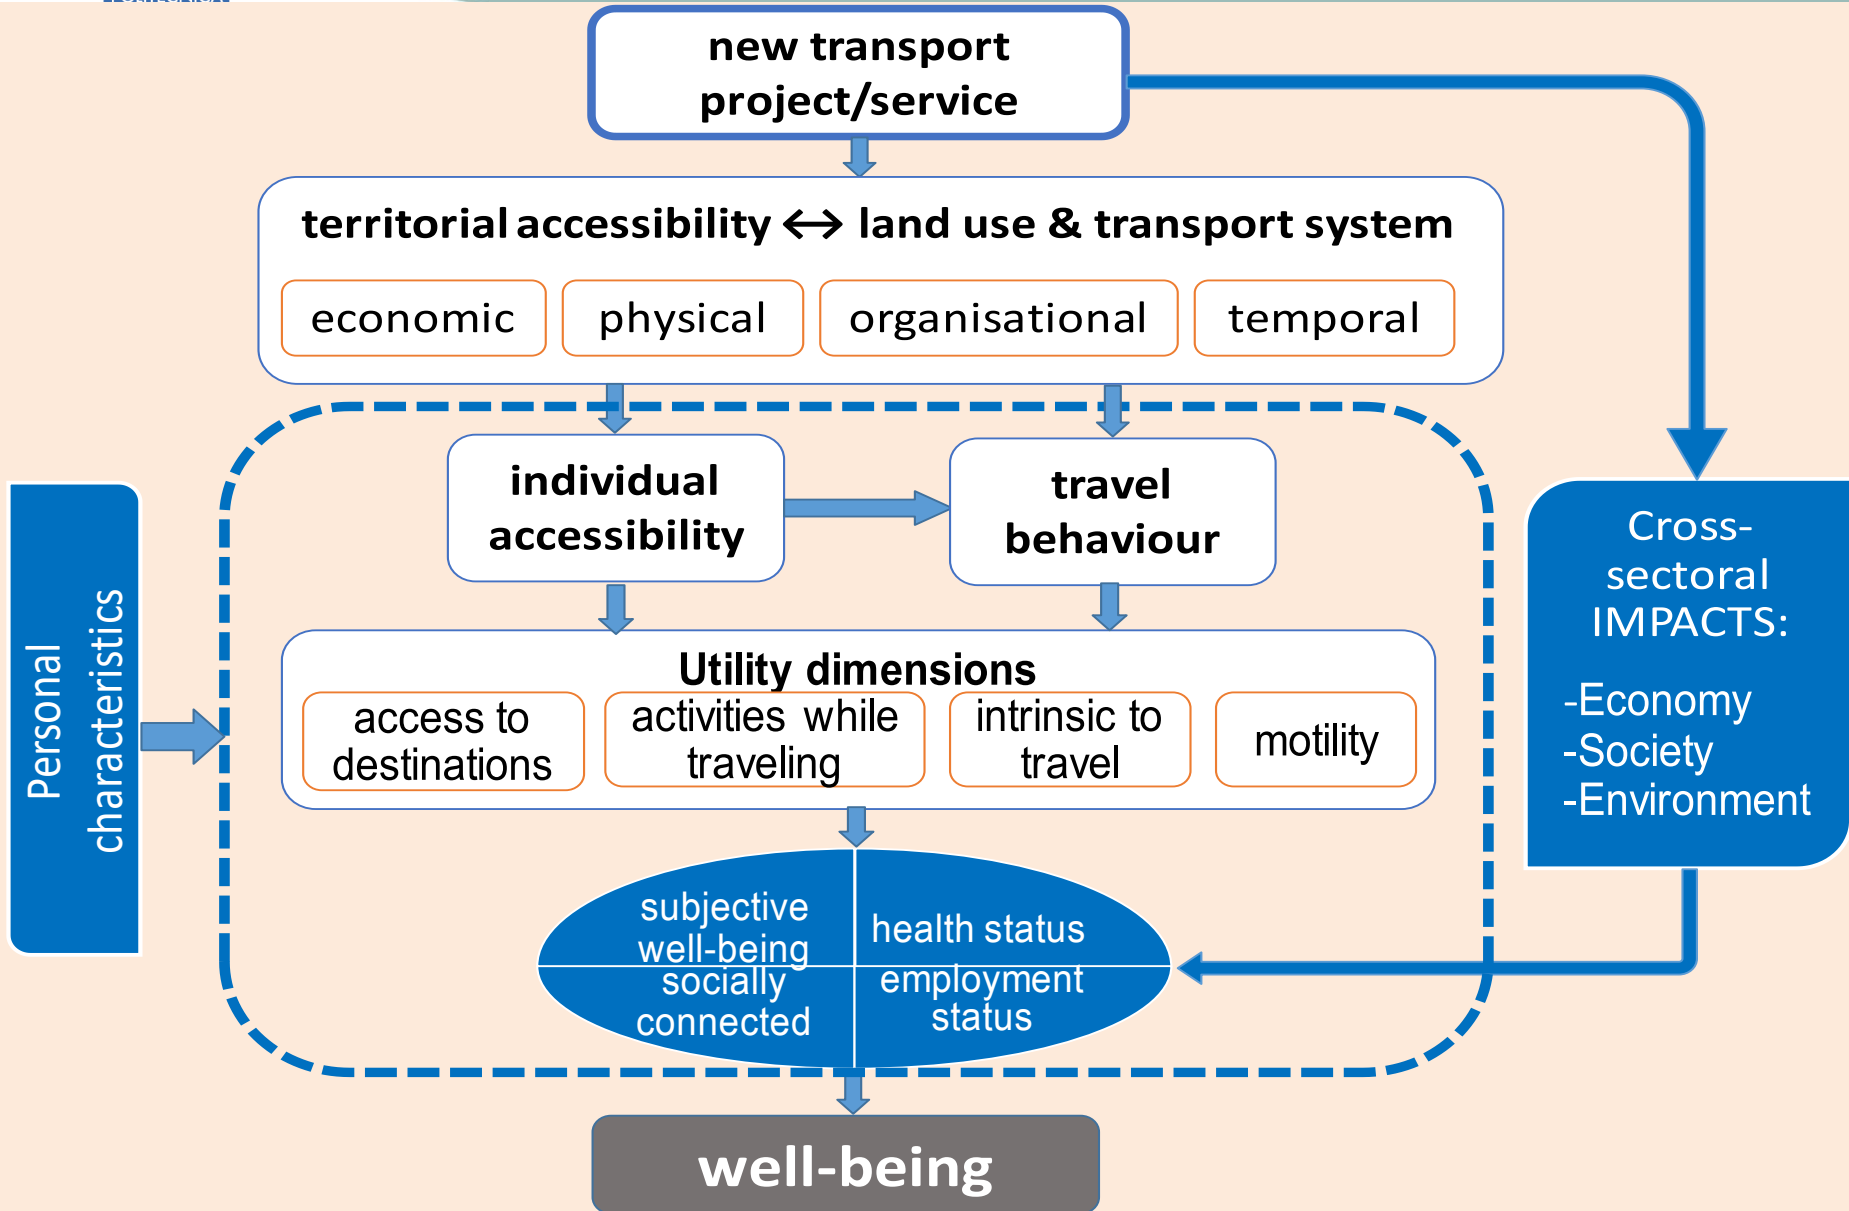 new transport
project/service
territorial accessibility ↔ land use & transport system
economic
physical
organisational
temporal
individual
accessibility
travel
behaviour
Personal
characteristics
Utility dimensions
access to
destinations
activities while
traveling
intrinsic to
travel
motility
subjective
well-being
health status
socially
connected
employment
status
Cross-
sectoral
IMPACTS:
-Economy
-Society
-Environment
well-being